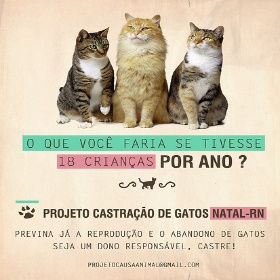 O QUE VOCÊ FARIA SE TIVESSE
18 CRIANÇAS POR ANO ?
PROJETO CASTRAÇÃO DE GATOS NATAL-RN
PREVINA JÁ A REPRODUÇÃO E O ABANDONO DE GATOS
SEJA UM DONO RESPONSÁVEL, CASTRE!
PROJETOCAUSAANIMAL@GMAIL.COM